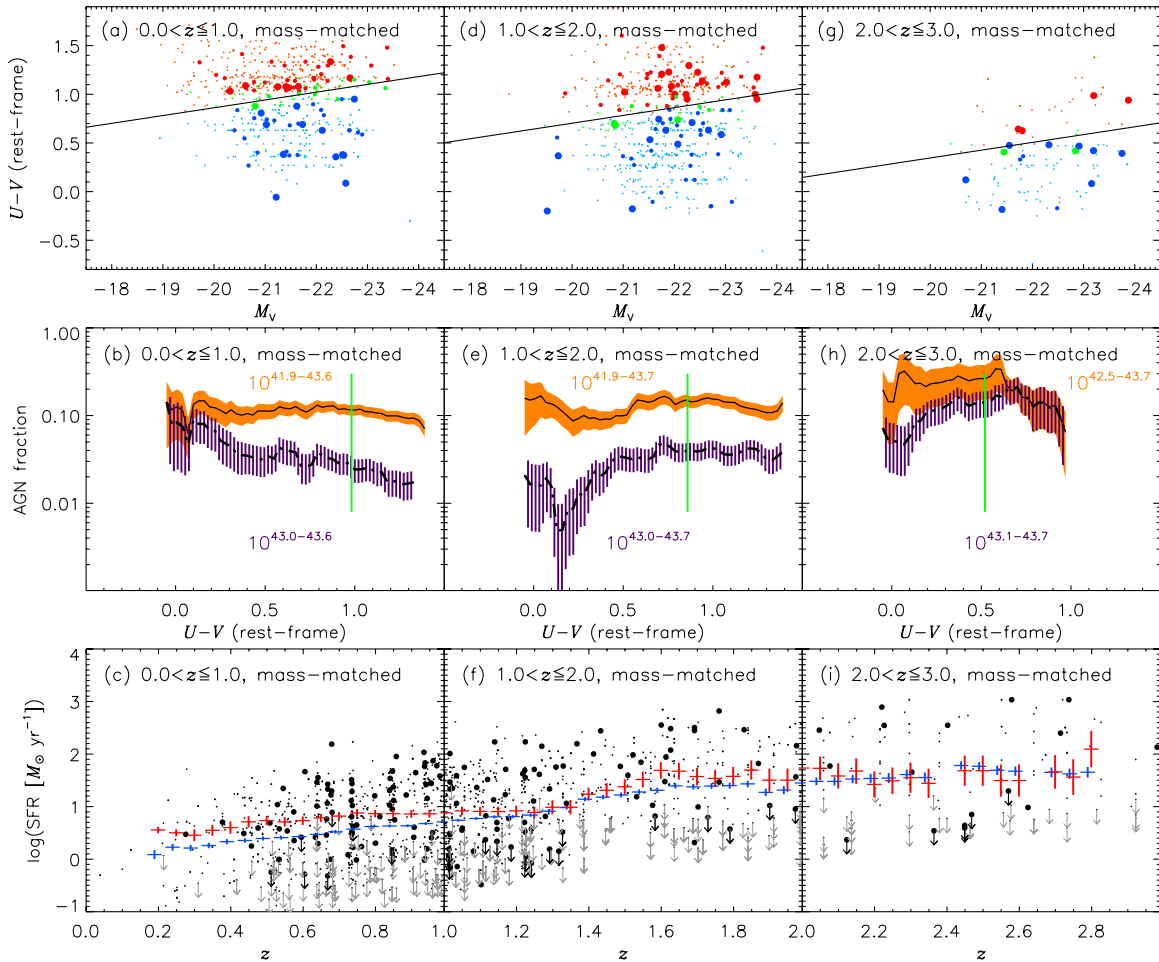 (a) 0.0<z≦1.0, mass−matched
(d) 1.0<z≦2.0, mass−matched
(g) 2.0<z≦3.0, mass−matched
U−V (rest−frame)
1.5
1.0
0.5
0.0
−0.5
−18 −19 −20 −21 −22 −23 −24
−18 −19 −20 −21 −22 −23 −24
−18 −19 −20 −21 −22 −23 −24
M_V
M_V
M_V
(b) 0.0<z≦1.0, mass−matched
(e) 1.0<z≦2.0, mass−matched
(h) 2.0<z≦3.0, mass−matched
10^{41.9−43.6}
10^{41.9−43.7}
10^{42.5−43.7}
AGN fraction
1.00
0.10
0.01
10^{43.0−43.6}
10^{43.0−43.7}
10^{43.1−43.7}
0.0 0.5 1.0
0.0 0.5 1.0
0.0 0.5 1.0
U−V (rest−frame)
U−V (rest−frame)
U−V (rest−frame)
(c) 0.0<z≦1.0, mass−matched
(f) 1.0<z≦2.0, mass−matched
(i) 2.0<z≦3.0, mass−matched
log(SFR [M_⊙ yr^{−1}])
4
3
2
1
0
−1
0.0 0.2 0.4 0.6 0.8 1.0 1.2 1.4 1.6 1.8 2.0 2.2 2.4 2.6 2.8
z
z
z